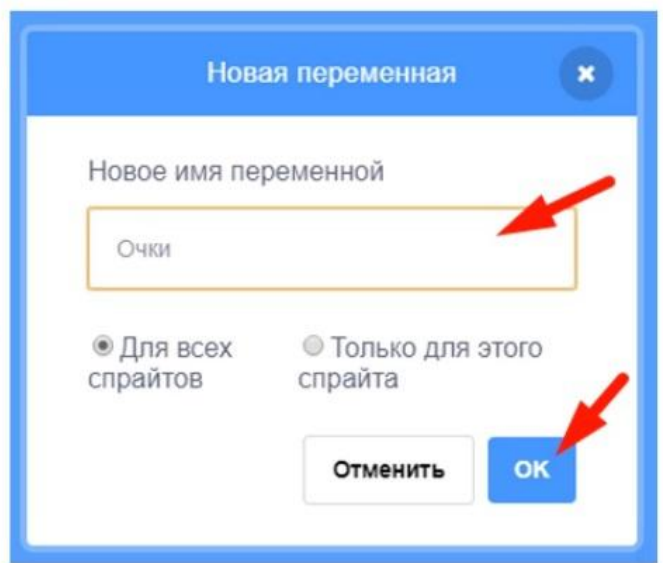 Новая переменная
Новое имя переменной
Очки
Для всех Только для этого
спрайтов спрайта
Отменить ОК